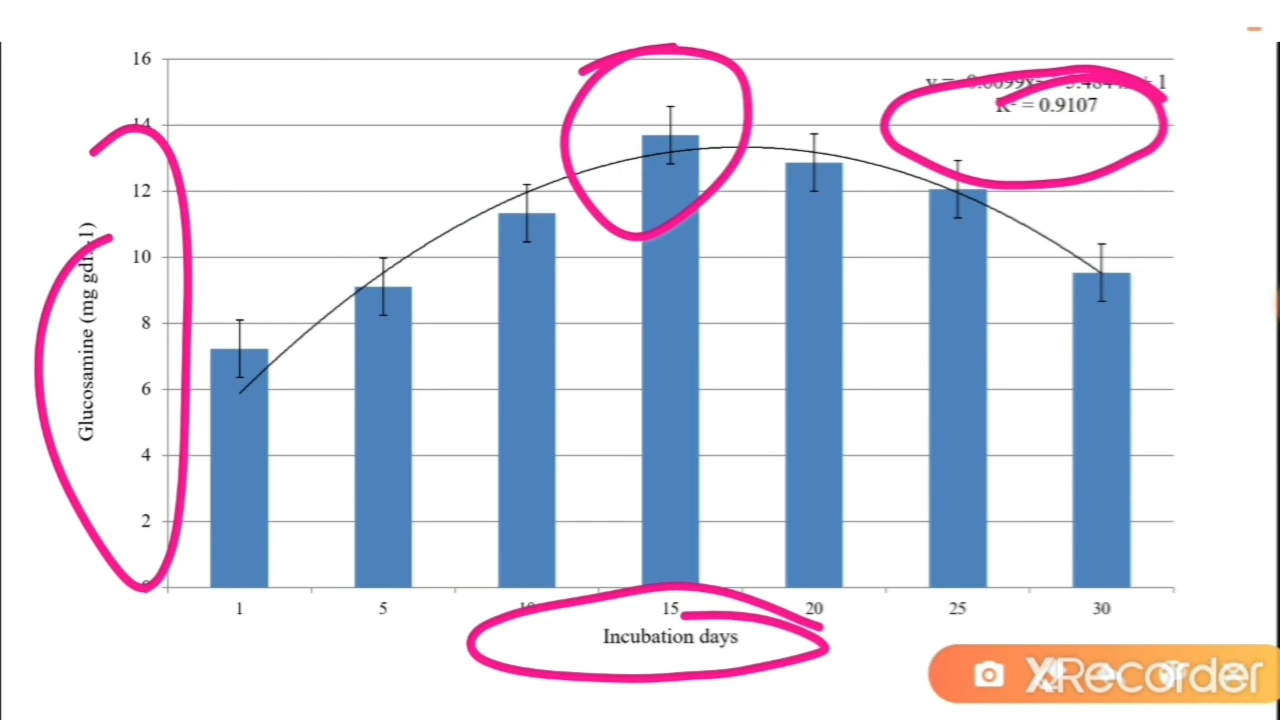 16
R² = 0.9107
14
12
10
8
6
4
2
Glucosamine (mg
1 5 15 20 25 30
Incubation days
XRecorder